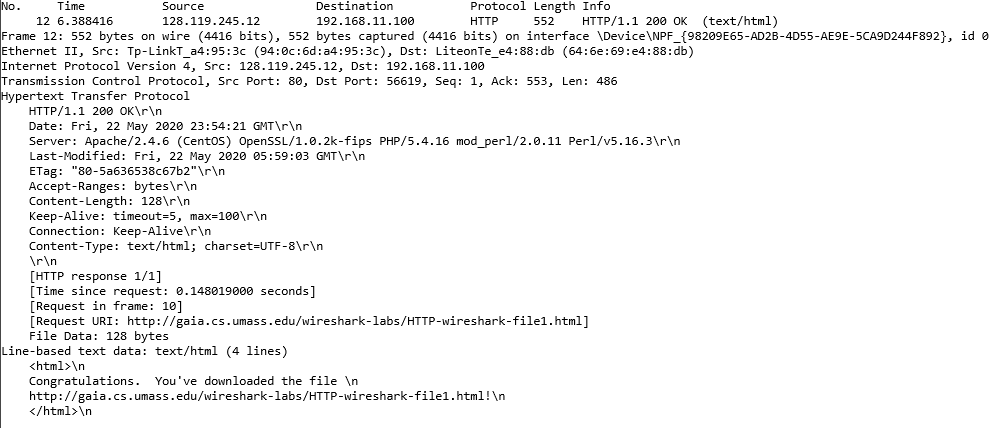 No. Time Source Destination Protocol Length Info
12 6.388416 128.119.245.12 192.168.11.100 HTTP 552 HTTP/1.1 200 OK (text/html)
Frame 12: 552 bytes on wire (4416 bits), 552 bytes captured (4416 bits) on interface \Device\NPF_{98209E65-AD2B-4D55-AE9E-5CA9D244F892}, id 0
Ethernet II, Src: Tp-LinkT_a4:95:3c (94:0c:6d:a4:95:3c), Dst: LiteonTe_e4:88:db (64:6e:69:e4:88:db)
Internet Protocol Version 4, Src: 128.119.245.12, Dst: 192.168.11.100
Transmission Control Protocol, Src Port: 80, Dst Port: 56619, Seq: 1, Ack: 553, Len: 486
Hypertext Transfer Protocol
HTTP/1.1 200 OK\r\n
Date: Fri, 22 May 2020 23:54:21 GMT\r\n
Server: Apache/2.4.6 (CentOS) OpenSSL/1.0.2k-fips PHP/5.4.16 mod_perl/2.0.11 Perl/v5.16.3\r\n
Last-Modified: Fri, 22 May 2020 05:59:03 GMT\r\n
ETag: "80-5a636538c67b2"\r\n
Accept-Ranges: bytes\r\n
Content-Length: 128\r\n
Keep-Alive: timeout=5, max=100\r\n
Connection: Keep-Alive\r\n
Content-Type: text/html; charset=UTF-8\r\n
\r\n
[HTTP response 1/1]
[Time since request: 0.148019000 seconds]
[Request in frame: 10]
[Request URI: http://gaia.cs.umass.edu/wireshark-labs/HTTP-wireshark-file1.html]
File Data: 128 bytes
Line-based text data: text/html (4 lines)
<html>\n
Congratulations.  You've downloaded the file \n
http://gaia.cs.umass.edu/wireshark-labs/HTTP-wireshark-file1.html!\n
</html>\n